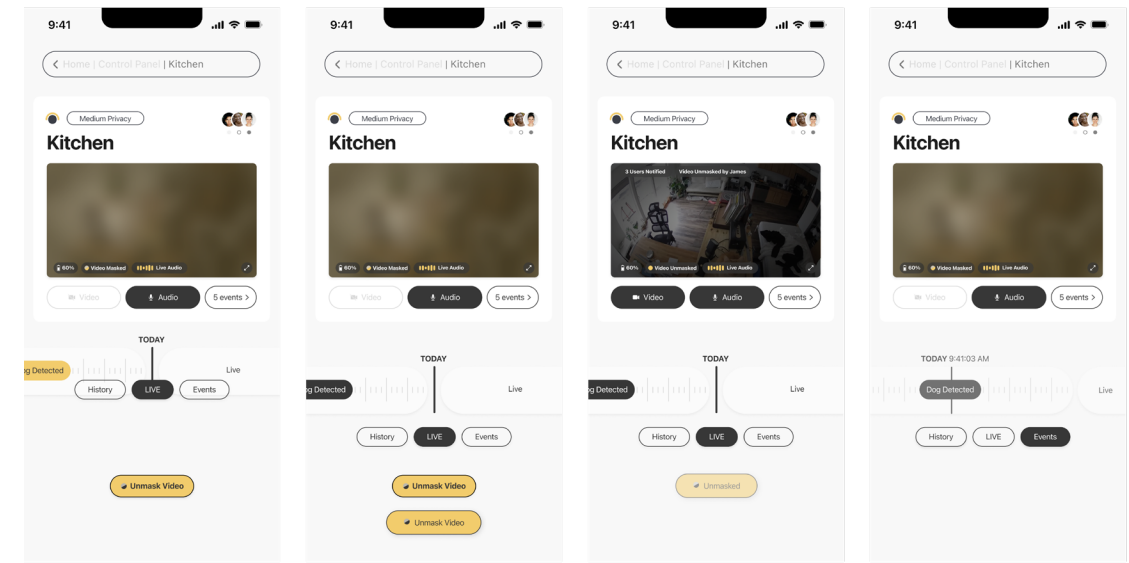 9:41
Home | Control Panel | Kitchen
Medium Privacy
Kitchen
60% Video Masked Live Audio
Video Audio 5 events >
TODAY
Dog Detected Live
History LIVE Events
Unmask Video
9:41
Home | Control Panel | Kitchen
Medium Privacy
Kitchen
60% Video Masked Live Audio
Video Audio 5 events >
TODAY
Dog Detected Live
History LIVE Events
Unmask Video
Unmask Video
9:41
Home | Control Panel | Kitchen
Medium Privacy
Kitchen
3 Users Notified Video Unmasked by James
60% Video Unmasked Live Audio
Video Audio 5 events >
TODAY
Dog Detected Live
History LIVE Events
Unmasked
9:41
Home | Control Panel | Kitchen
Medium Privacy
Kitchen
60% Video Masked Live Audio
Video Audio 5 events >
TODAY 9:41:03 AM
Dog Detected Live
History LIVE Events